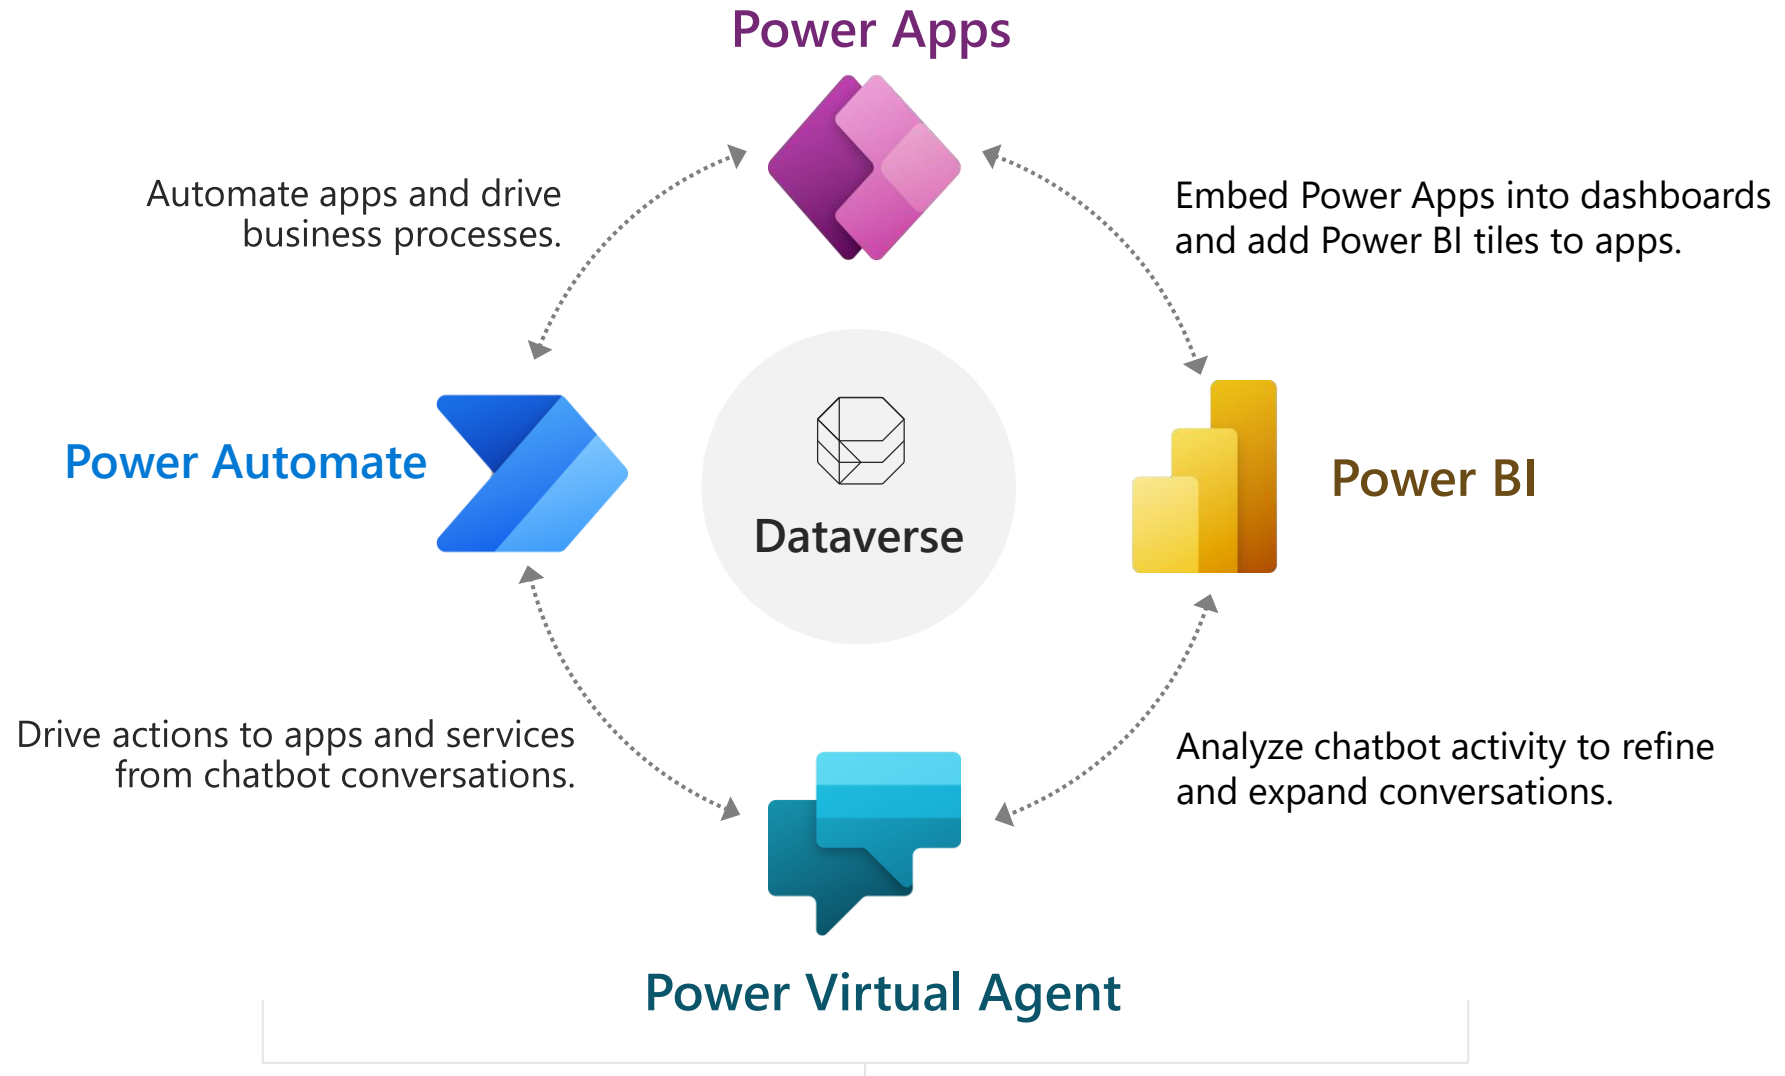 Power Apps
Automate apps and drive
business processes.
Embed Power Apps into dashboards
and add Power BI tiles to apps.
Power Automate
Dataverse
Power BI
Drive actions to apps and services
from chatbot conversations.
Analyze chatbot activity to refine
and expand conversations.
Power Virtual Agent